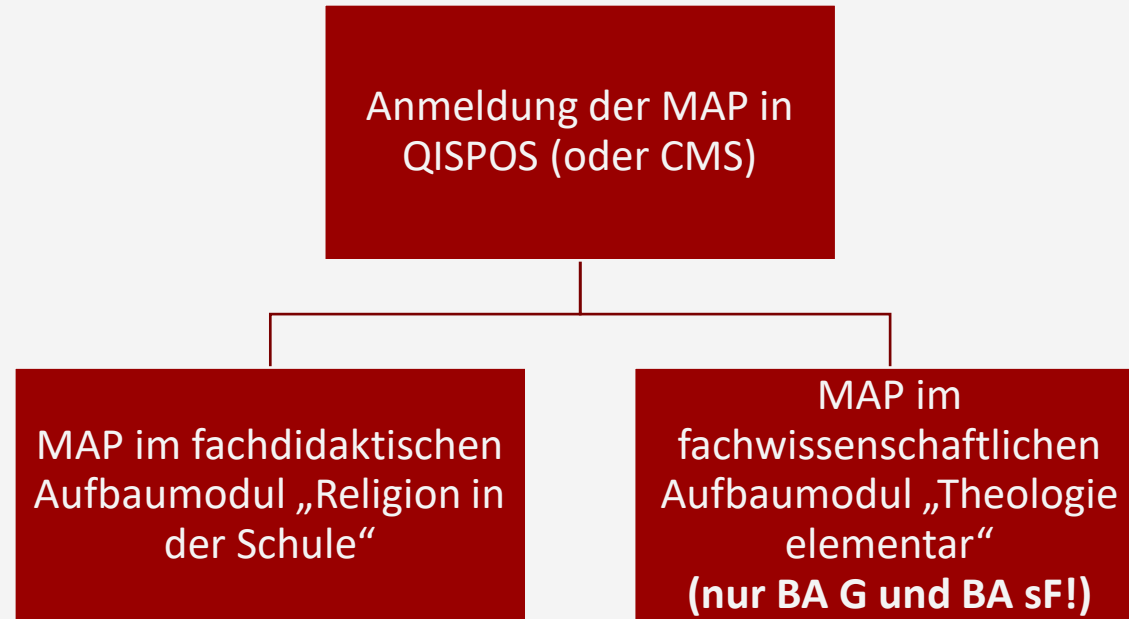 Anmeldung der MAP in
QISPOS (oder CMS)
MAP im fachdidaktischen
Aufbaumodul „Religion in
der Schule“
MAP im
fachwissenschaftlichen
Aufbaumodul „Theologie
elementar“
(nur BA G und BA sF!)